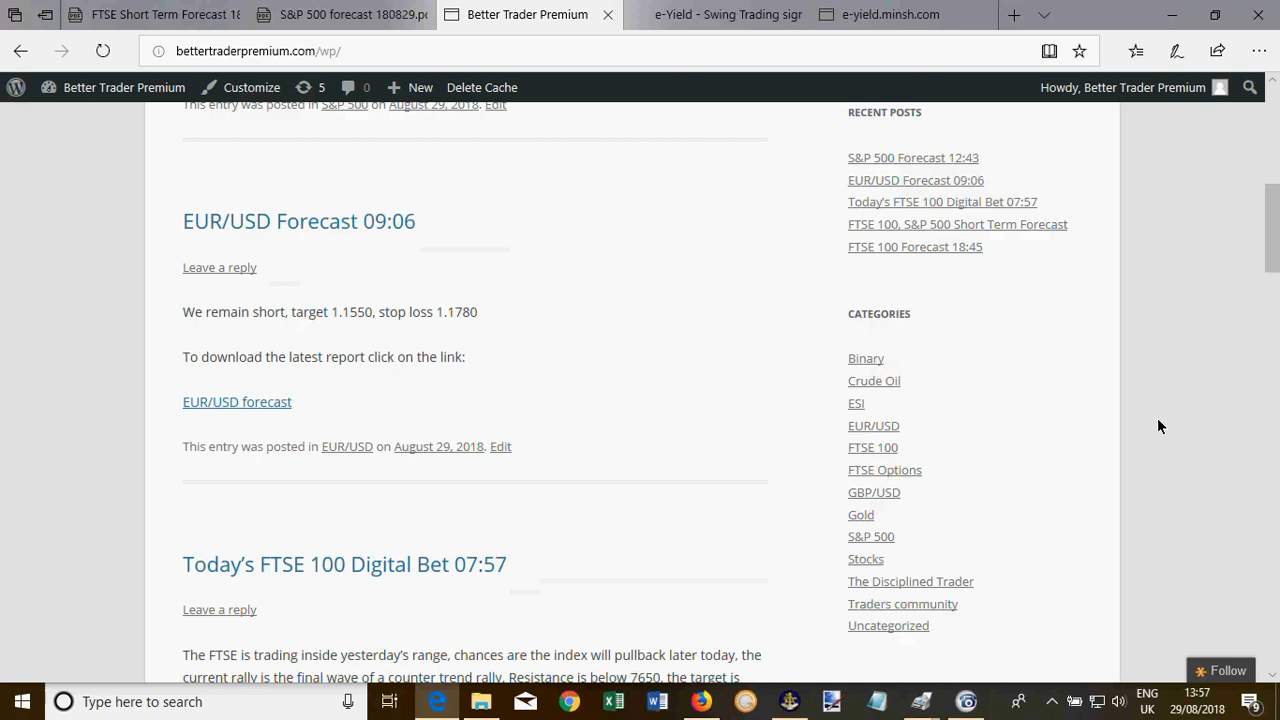 FTSE Short Term Forecast 18
S&P 500 forecast 180829.pc
Better Trader Premium
e-Yield - Swing Trading sigr
e-yield.minsh.com
bettertraderpremium.com/wp/
Better Trader Premium
Customize
5
0
New
Delete Cache
Howdy, Better Trader Premium
This entry was posted in S&P 500 on August 29, 2018. Edit
EUR/USD Forecast 09:06
Leave a reply
We remain short, target 1.1550, stop loss 1.1780
To download the latest report click on the link:
EUR/USD forecast
This entry was posted in EUR/USD on August 29, 2018. Edit
Today's FTSE 100 Digital Bet 07:57
Leave a reply
The FTSE is trading inside yesterday's range, chances are the index will pullback later today, the
current rally is the final wave of a counter trend rally. Resistance is below 7650, the target is
RECENT POSTS
S&P 500 Forecast 12:43
EUR/USD Forecast 09:06
Today's FTSE 100 Digital Bet 07:57
FTSE 100, S&P 500 Short Term Forecast
FTSE 100 Forecast 18:45
CATEGORIES
Binary
Crude Oil
ESI
EUR/USD
FTSE 100
FTSE Options
GBP/USD
Gold
S&P 500
Stocks
The Disciplined Trader
Traders community
Uncategorized
Follow
Type here to search
ENG
UK
13:57
29/08/2018
9